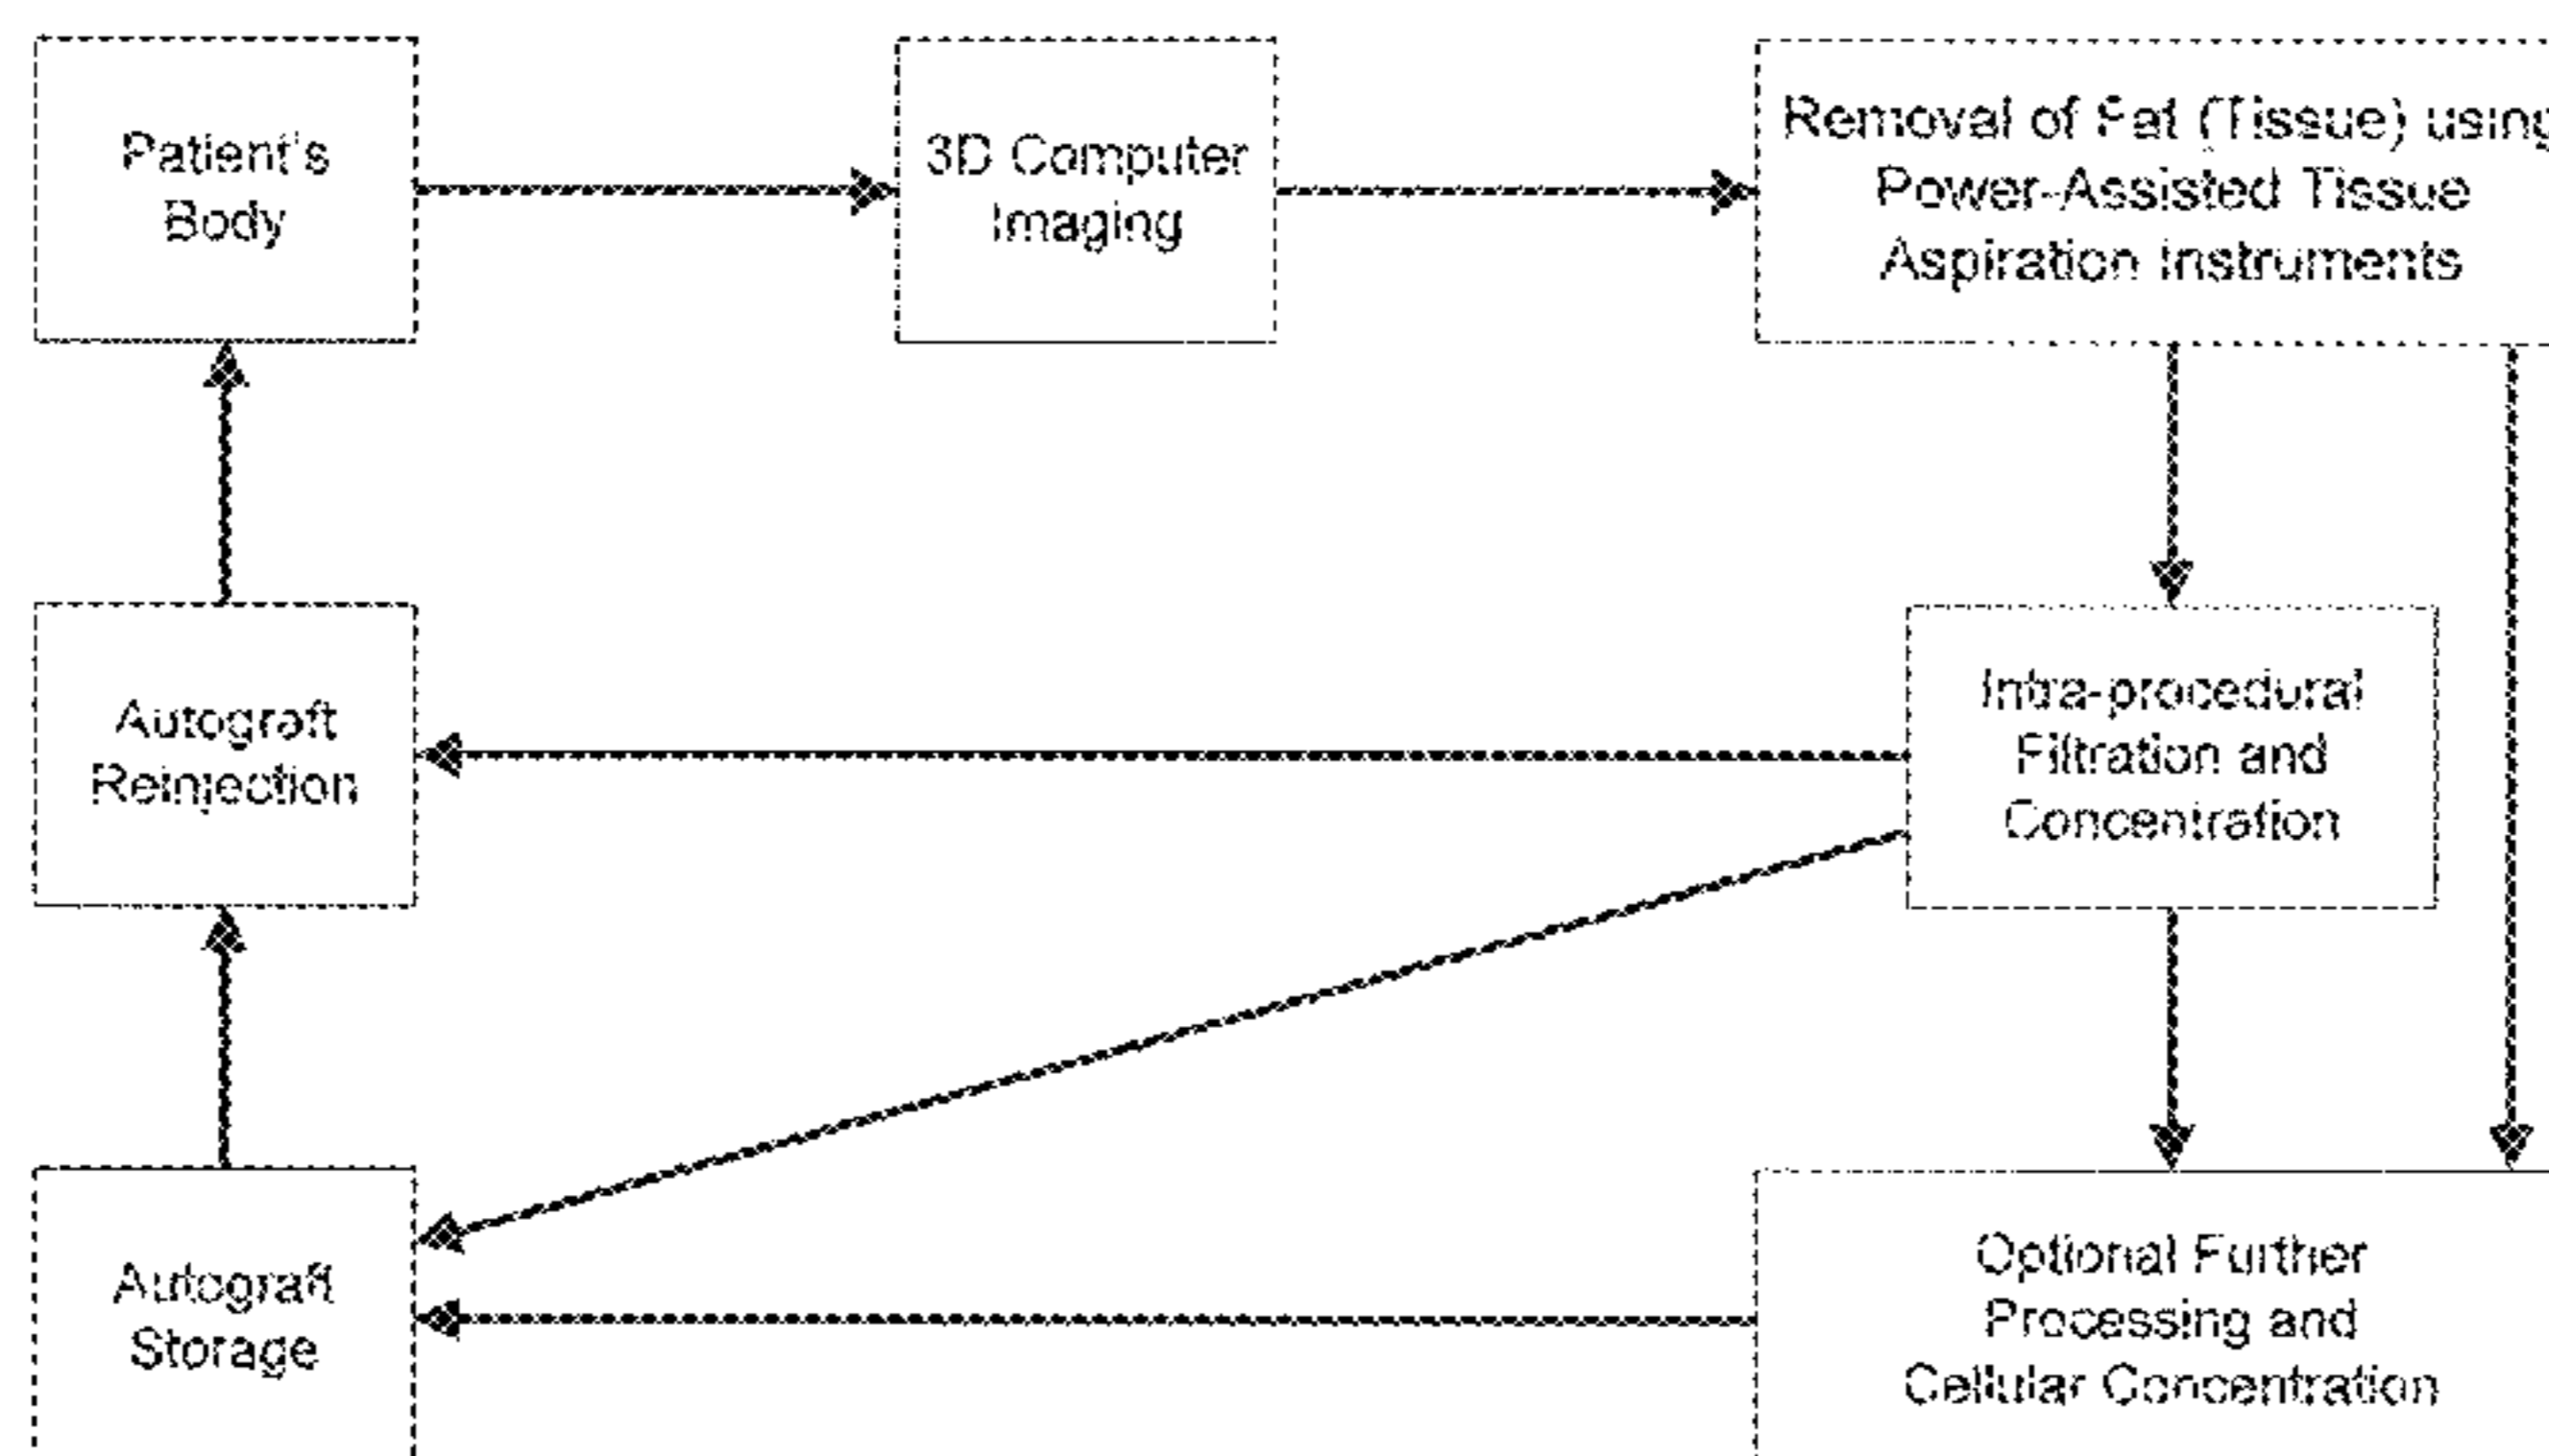 Patient's
Body
3D Computer
Imaging
Removal of Fat (Tissue) using
Power-Assisted Tissue
Aspiration Instruments
Autograft
Reinjection
Intra-procedural
Filtration and
Concentration
Autograft
Storage
Optional Further
Processing and
Cellular Concentration